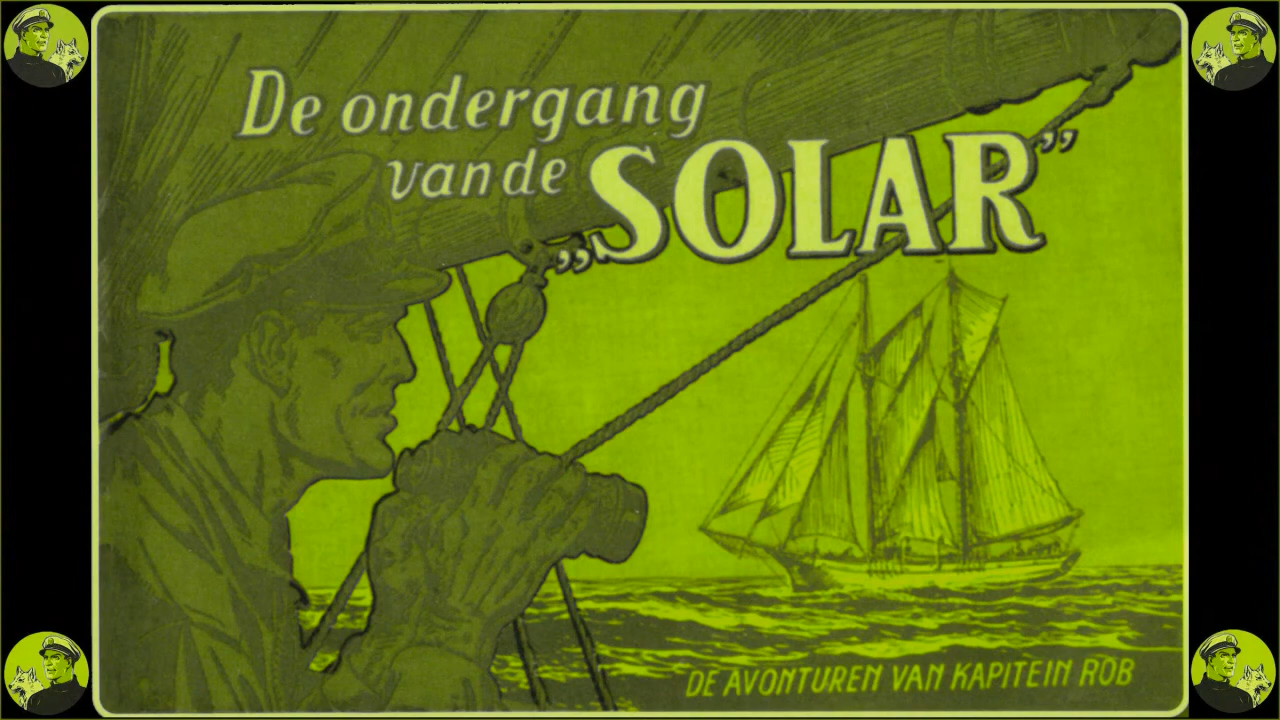 De ondergang
van de
„SOLAR”
DE AVONTUREN VAN KAPITEIN ROB